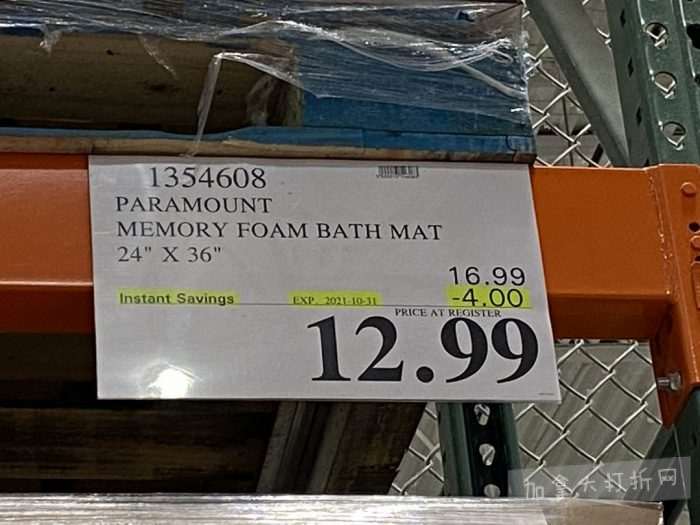 1354608
PARAMOUNT
MEMORY FOAM BATH MAT
24" X 36"
16.99
Instant Savings EXP. 2021-10-31 -4.00
PRICE AT REGISTER
12.99
加拿大打折网